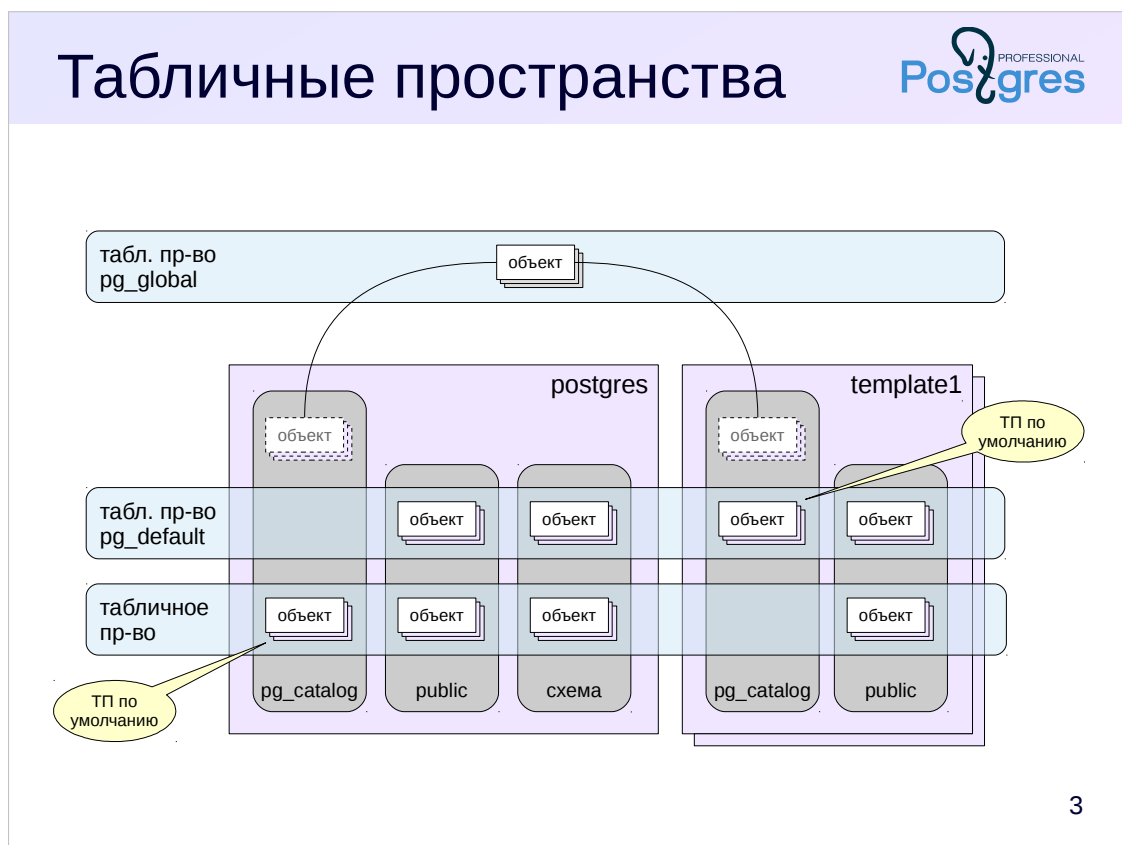 Табличные пространства
PROFESSIONAL
Postgres
табл. пр-во
pg_global
объект
postgres
template1
объект
объект
ТП по
умолчанию
табл. пр-во
pg_default
объект
объект
объект
объект
табличное
пр-во
объект
объект
объект
объект
ТП по
умолчанию
pg_catalog
public
схема
pg_catalog
public
3